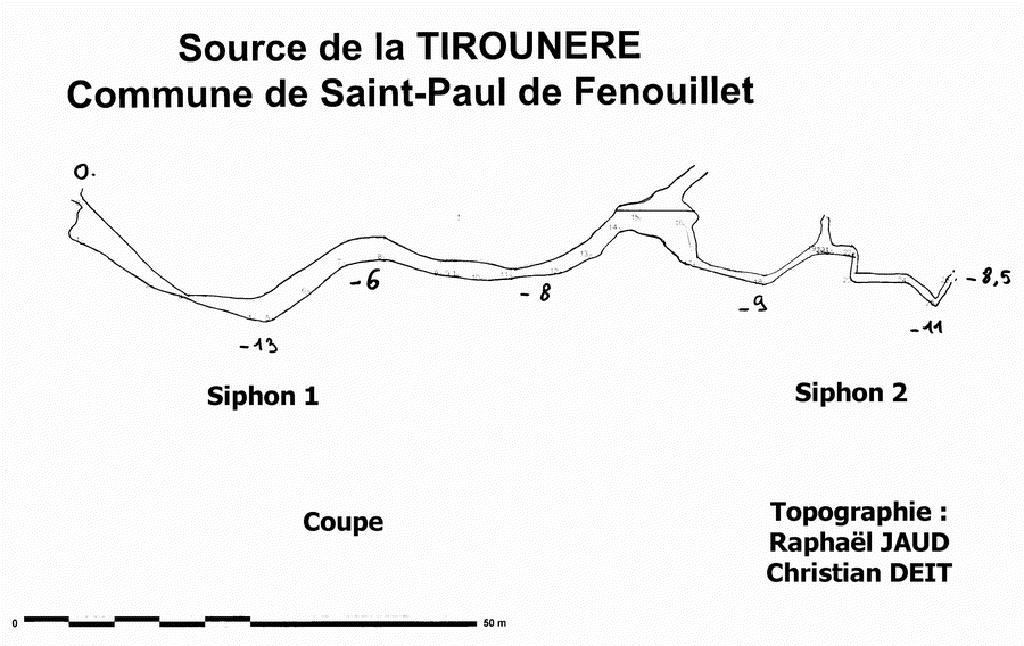 Source de la TIROUNERE
Commune de Saint-Paul de Fenouillet
0.
-6
-8
-13
-9
-8,5
-11
Siphon 1
Siphon 2
Coupe
Topographie :
Raphaël JAUD
Christian DEIT
0
50 m